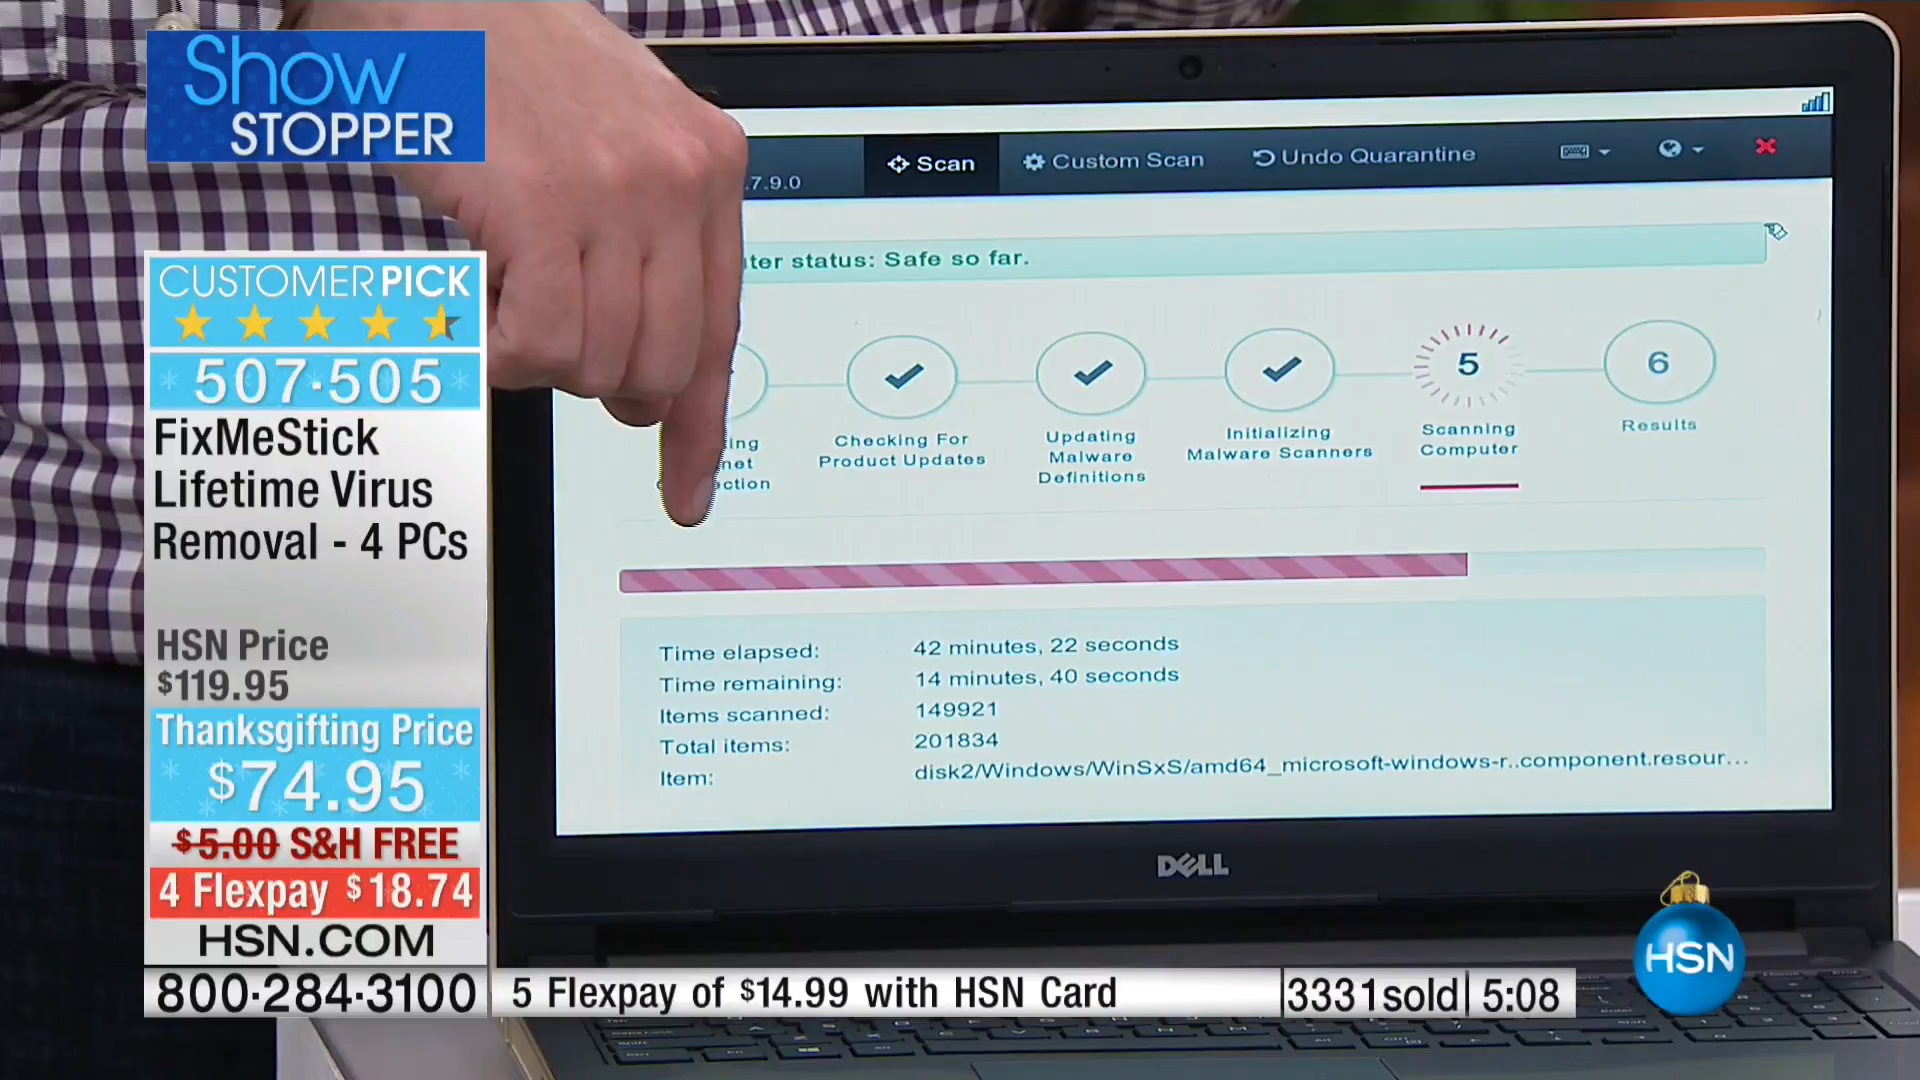 Show
STOPPER
CUSTOMER PICK
507·505
FixMeStick
Lifetime Virus
Removal - 4 PCs
HSN Price
$119.95
Thanksgifting Price
$74.95
$5.00 S&H FREE
4 Flexpay $18.74
HSN.COM
800·284·3100
5 Flexpay of $14.99 with HSN Card
3331sold
5:08
HSN
.7.9.0
Scan
Custom Scan
Undo Quarantine
status: Safe so far.
Checking For
Product Updates
Updating
Malware
Definitions
Initializing
Malware Scanners
5
Scanning
Computer
6
Results
Time elapsed: 42 minutes, 22 seconds
Time remaining: 14 minutes, 40 seconds
Items scanned: 149921
Total items: 201834
Item: disk2/Windows/WinSxS/amd64_microsoft-windows-r..component.resour...
DELL